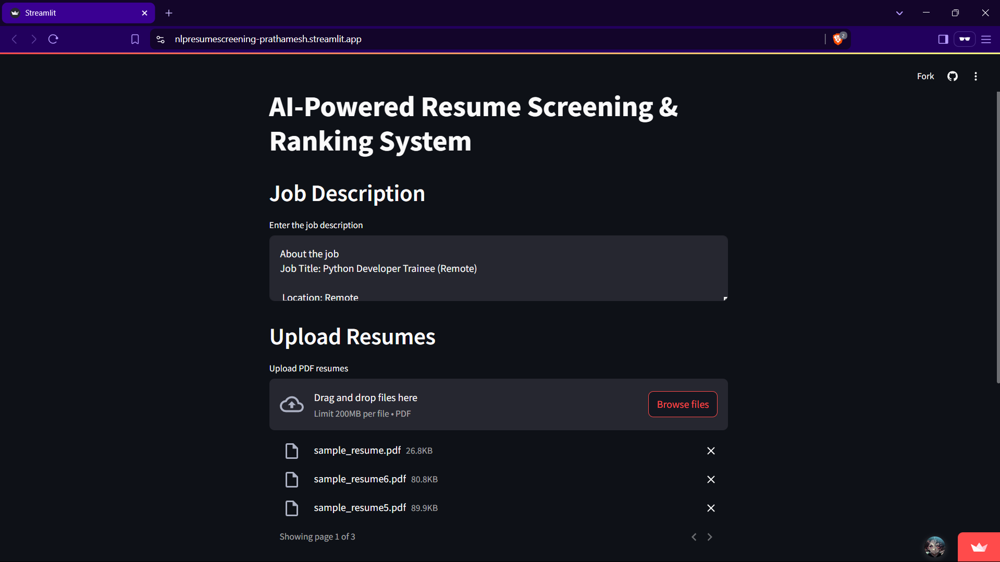 Streamlit
nlpresumescreening-prathamesh.streamlit.app
2
Fork
AI-Powered Resume Screening &
Ranking System
Job Description
Enter the job description
About the job
Job Title: Python Developer Trainee (Remote)
Location: Remote
Upload Resumes
Upload PDF resumes
Drag and drop files here
Limit 200MB per file • PDF
Browse files
sample_resume.pdf 26.8KB
sample_resume6.pdf 80.8KB
sample_resume5.pdf 89.9KB
Showing page 1 of 3